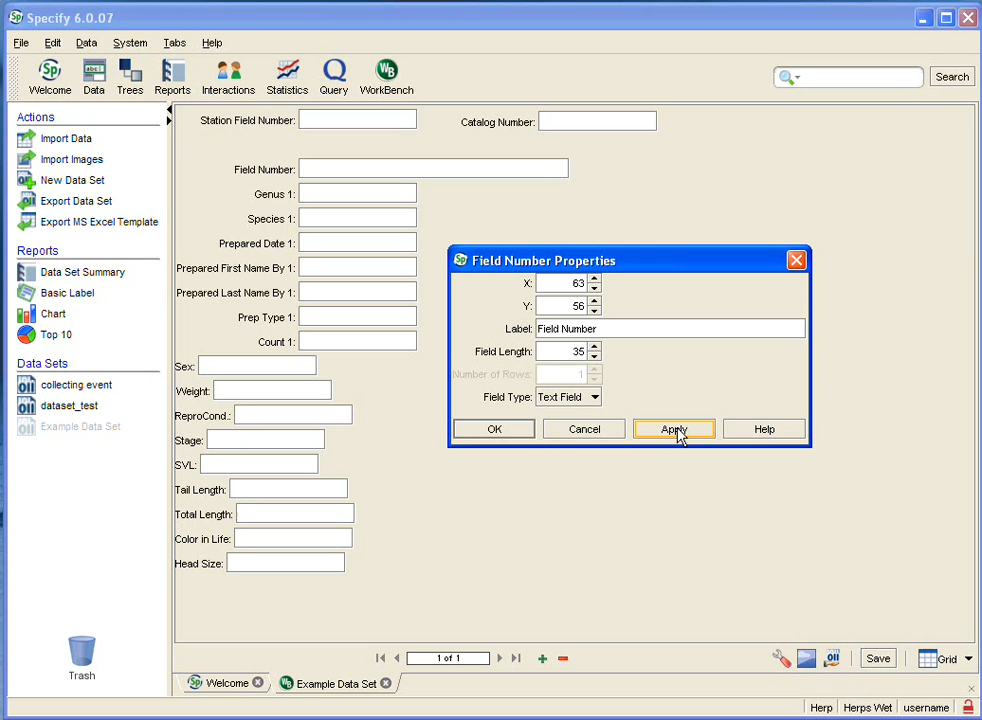 Sp Specify 6.0.07
File Edit Data System Tabs Help
Sp Welcome Data Trees Reports Interactions Statistics Query WB WorkBench Search
Actions
Import Data
Import Images
New Data Set
Export Data Set
Export MS Excel Template
Reports
Data Set Summary
Basic Label
Chart
Top 10
Data Sets
collecting event
dataset_test
Example Data Set
Trash
Station Field Number: Catalog Number:
Field Number:
Genus 1:
Species 1:
Prepared Date 1:
Prepared First Name By 1:
Prepared Last Name By 1:
Prep Type 1:
Count 1:
Sex:
Weight:
ReproCond.:
Stage:
SVL:
Tail Length:
Total Length:
Color in Life:
Head Size:
Sp Field Number Properties
X: 63
Y: 56
Label: Field Number
Field Length: 35
Number of Rows: 1
Field Type: Text Field
OK Cancel Apply Help
1 of 1 Save Grid
Sp Welcome WB Example Data Set
Herp Herps Wet username